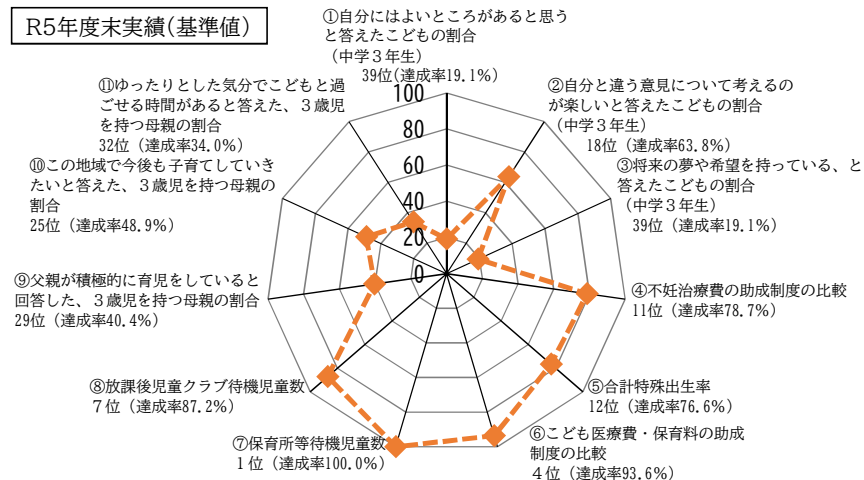 R5年度末実績(基準値)
①自分にはよいところがあると思う
と答えたこどもの割合
(中学３年生)
39位(達成率19.1%)
②自分と違う意見について考えるの
が楽しいと答えたこどもの割合
(中学３年生)
18位(達成率63.8%)
③将来の夢や希望を持っている、と
答えたこどもの割合
(中学３年生)
39位(達成率19.1%)
④不妊治療費の助成制度の比較
11位(達成率78.7%)
⑤合計特殊出生率
12位(達成率76.6%)
⑥こども医療費・保育料の助成
制度の比較
４位(達成率93.6%)
⑦保育所等待機児童数
１位(達成率100.0%)
⑧放課後児童クラブ待機児童数
７位(達成率87.2%)
⑨父親が積極的に育児をしていると
回答した、３歳児を持つ母親の割合
29位(達成率40.4%)
⑩この地域で今後も子育てしていき
たいと答えた、３歳児を持つ母親の
割合
25位(達成率48.9%)
⑪ゆったりとした気分でこどもと過
ごせる時間があると答えた、３歳児
を持つ母親の割合
32位(達成率34.0%)
100
80
60
40
20
0